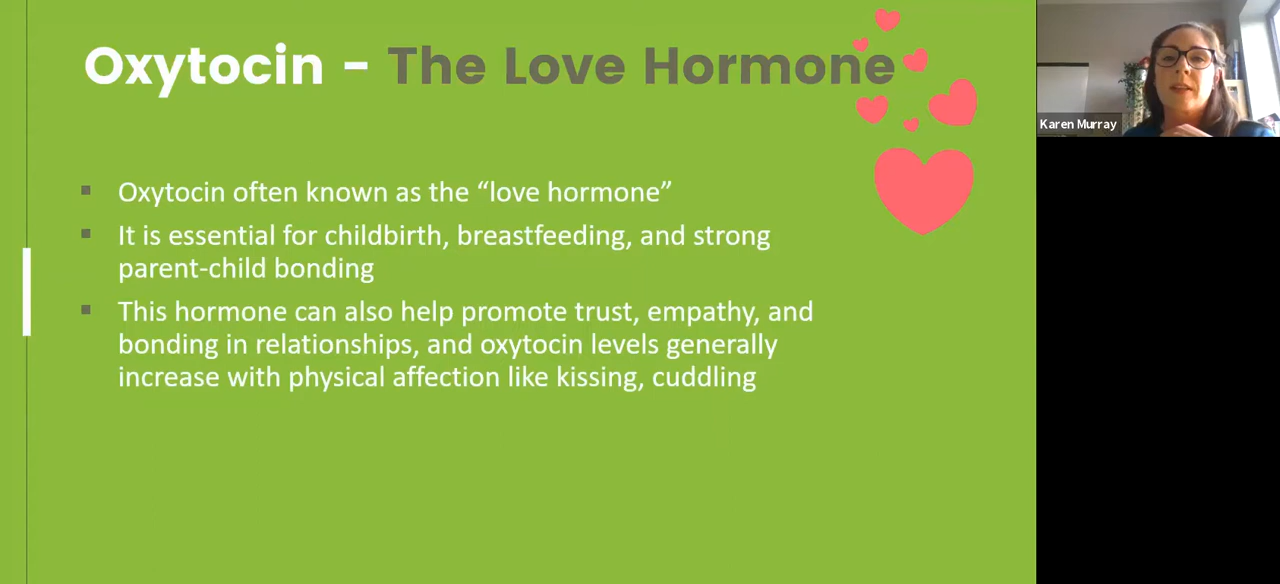 Oxytocin - The Love Hormone
Karen Murray
Oxytocin often known as the “love hormone”
It is essential for childbirth, breastfeeding, and strong
parent-child bonding
This hormone can also help promote trust, empathy, and
bonding in relationships, and oxytocin levels generally
increase with physical affection like kissing, cuddling